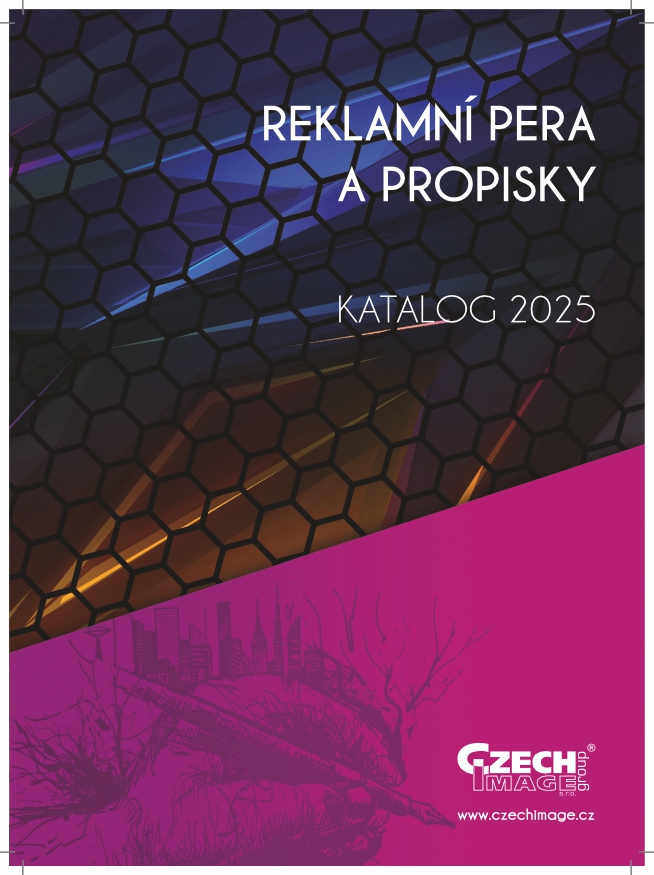 REKLAMNÍ PERA
A PROPISKY
KATALOG 2025
CZECH®
IMAGE group
s.r.o.
www.czechimage.cz